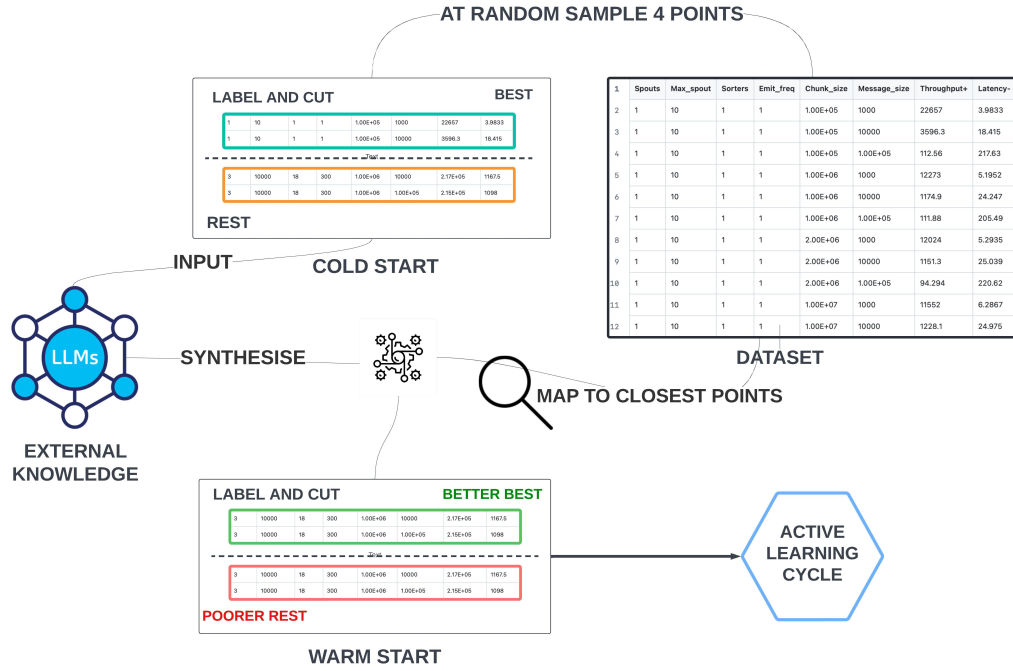 AT RANDOM SAMPLE 4 POINTS
LABEL AND CUT
BEST
1 10 1 1 1.00E+05 1000 22657 3.9833
1 10 1 1 1.00E+05 10000 3596.3 18.415
Text
3 10000 18 300 1.00E+06 10000 2.17E+05 1167.5
3 10000 18 300 1.00E+06 1.00E+05 2.15E+05 1098
REST
COLD START
INPUT
1 Spouts Max_spout Sorters Emit_freq Chunk_size Message_size Throughput+ Latency-
2 1 10 1 1 1.00E+05 1000 22657 3.9833
3 1 10 1 1 1.00E+05 10000 3596.3 18.415
4 1 10 1 1 1.00E+05 1.00E+05 112.56 217.63
5 1 10 1 1 1.00E+06 1000 12273 5.1952
6 1 10 1 1 1.00E+06 10000 1174.9 24.247
7 1 10 1 1 1.00E+06 1.00E+05 111.88 205.49
8 1 10 1 1 2.00E+06 1000 12024 5.2935
9 1 10 1 1 2.00E+06 10000 1151.3 25.039
10 1 10 1 1 2.00E+06 1.00E+05 94.294 220.62
11 1 10 1 1 1.00E+07 1000 11552 6.2867
12 1 10 1 1 1.00E+07 10000 1228.1 24.975
DATASET
LLMs
SYNTHESISE
MAP TO CLOSEST POINTS
EXTERNAL
KNOWLEDGE
LABEL AND CUT
BETTER BEST
3 10000 18 300 1.00E+06 10000 2.17E+05 1167.5
3 10000 18 300 1.00E+06 1.00E+05 2.15E+05 1098
Text
3 10000 18 300 1.00E+06 10000 2.17E+05 1167.5
3 10000 18 300 1.00E+06 1.00E+05 2.15E+05 1098
POORER REST
WARM START
ACTIVE
LEARNING
CYCLE